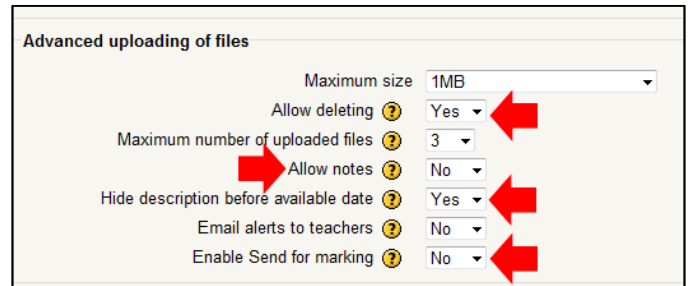 Advanced uploading of files
Maximum size 1MB
Allow deleting ? Yes
Maximum number of uploaded files ? 3
Allow notes ? No
Hide description before available date ? Yes
Email alerts to teachers ? No
Enable Send for marking ? No